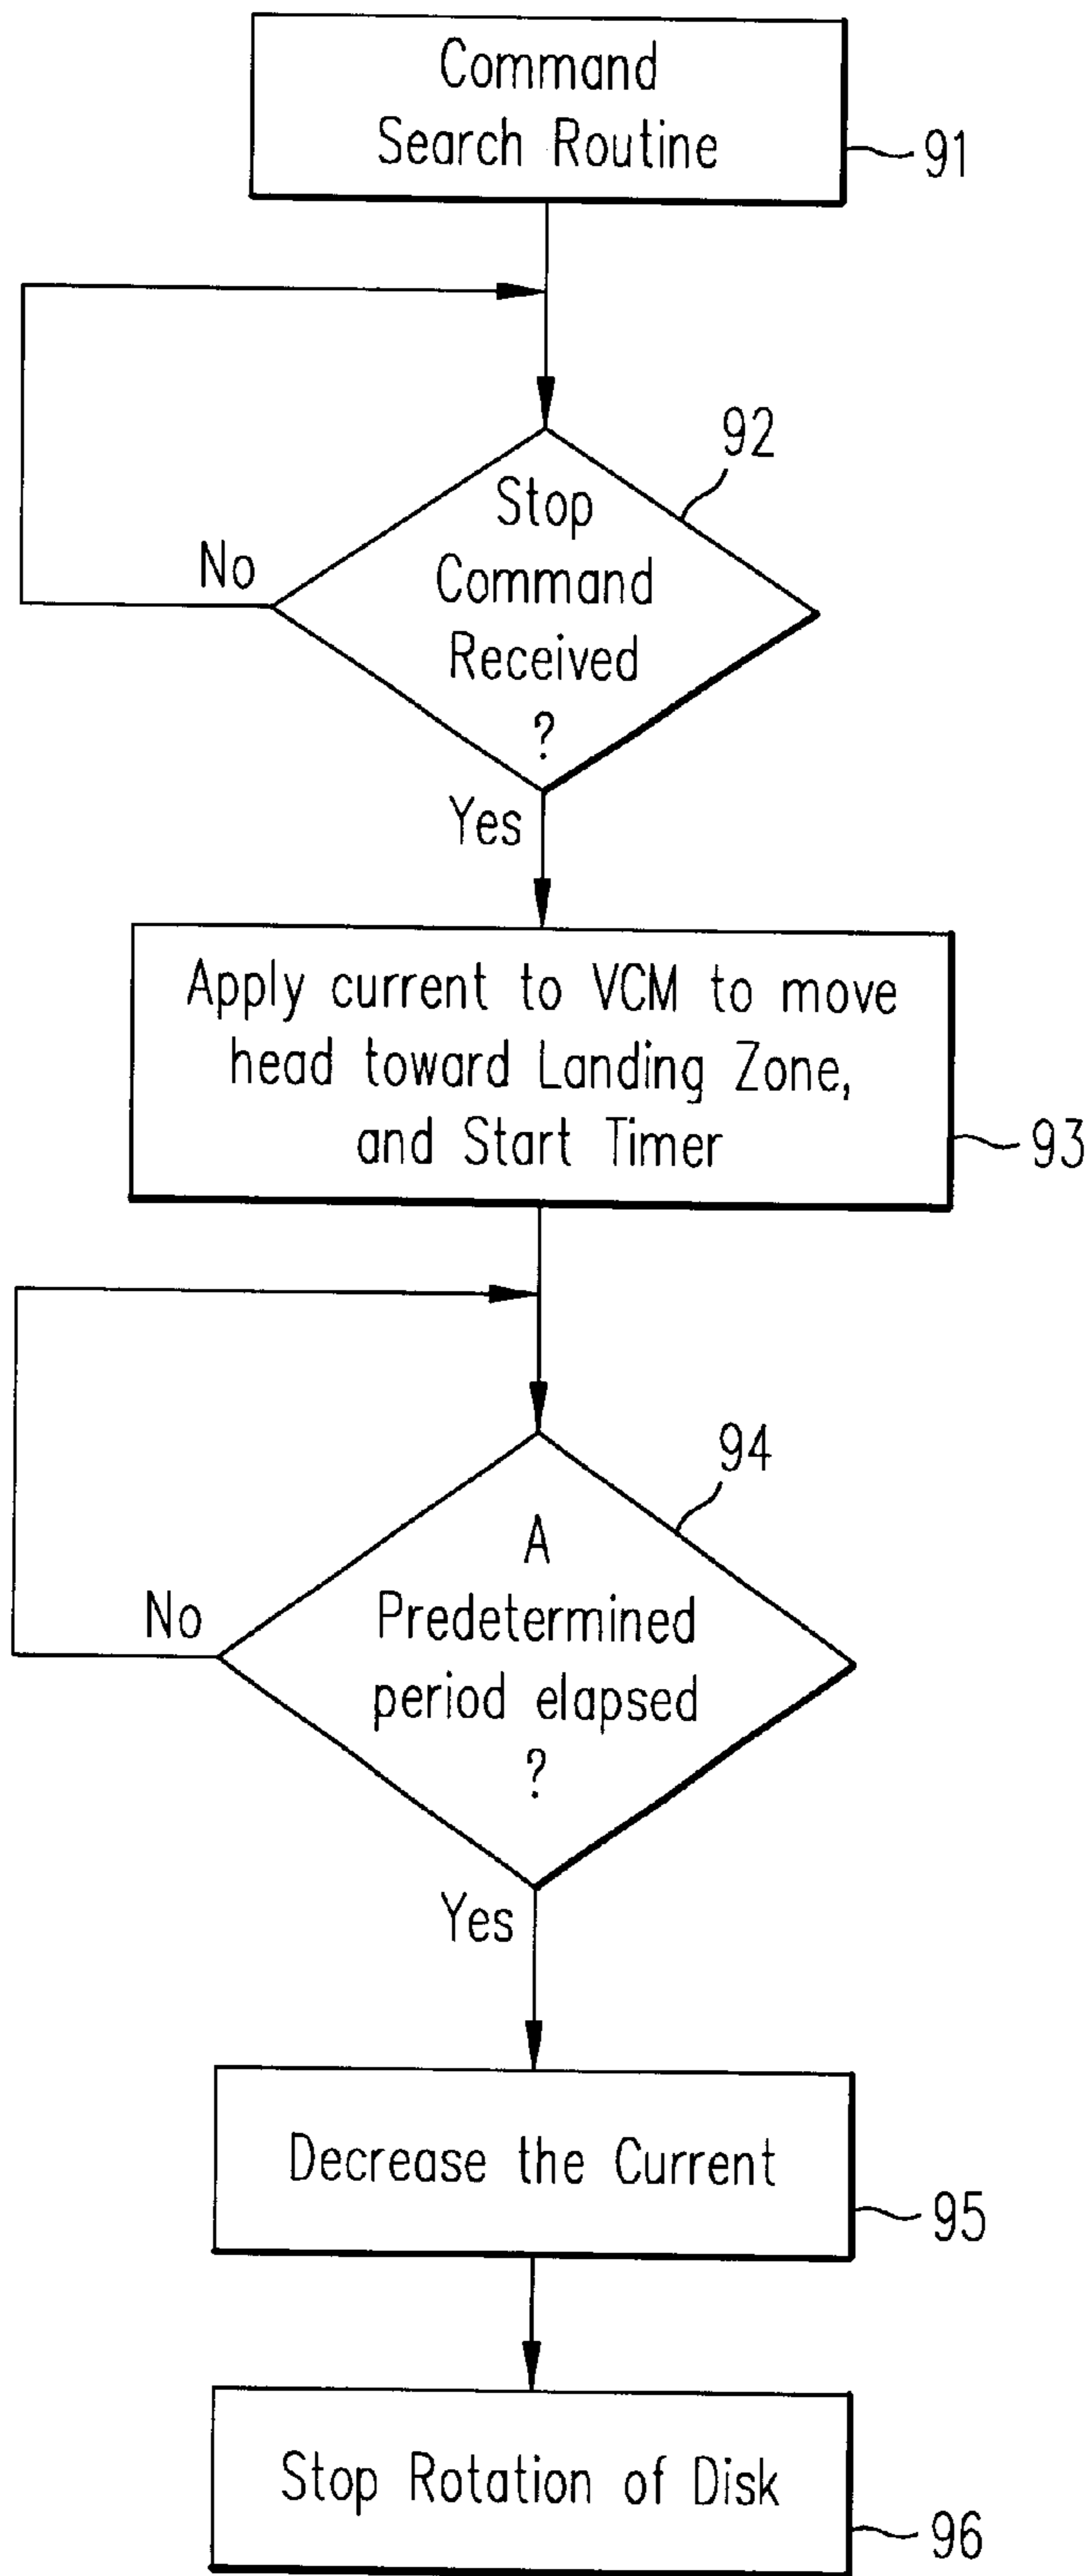 Command
Search Routine
91
92
Stop
Command
Received
?
No
Yes
Apply current to VCM to move
head toward Landing Zone,
and Start Timer
93
94
A
Predetermined
period elapsed
?
No
Yes
Decrease the Current
95
Stop Rotation of Disk
96